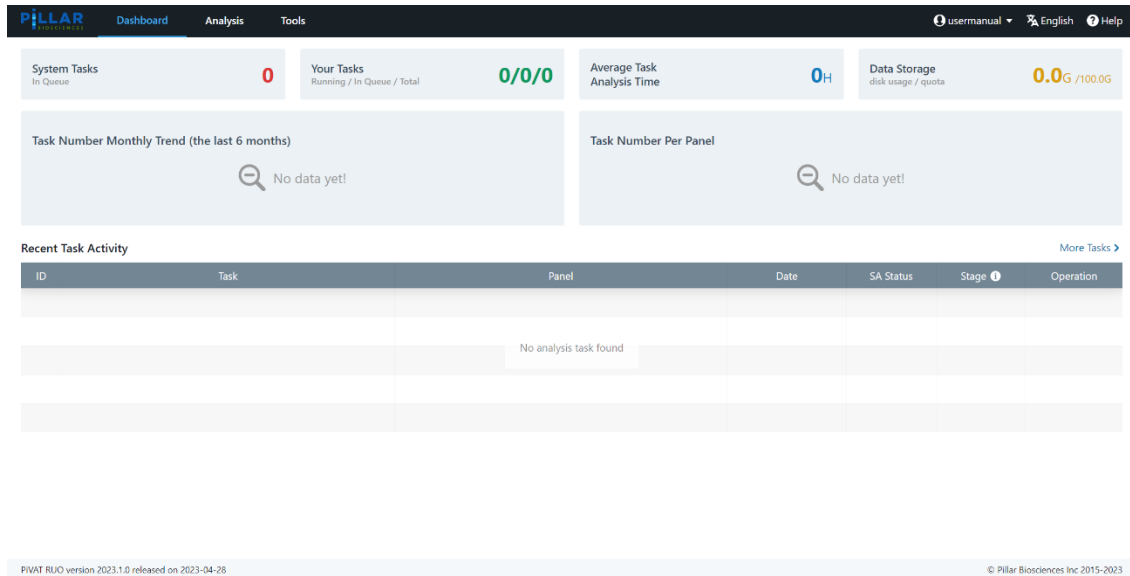 PiLLAR Dashboard Analysis Tools usermanual English Help
BIOSCIENCES
System Tasks
In Queue
0
Your Tasks
Running / In Queue / Total
0/0/0
Average Task
Analysis Time
0H
Data Storage
disk usage / quota
0.0G /100.0G
Task Number Monthly Trend (the last 6 months)
No data yet!
Task Number Per Panel
No data yet!
Recent Task Activity
More Tasks
ID Task Panel Date SA Status Stage Operation
No analysis task found
PiVAT RUO version 2023.1.0 released on 2023-04-28
© Pillar Biosciences Inc 2015-2023